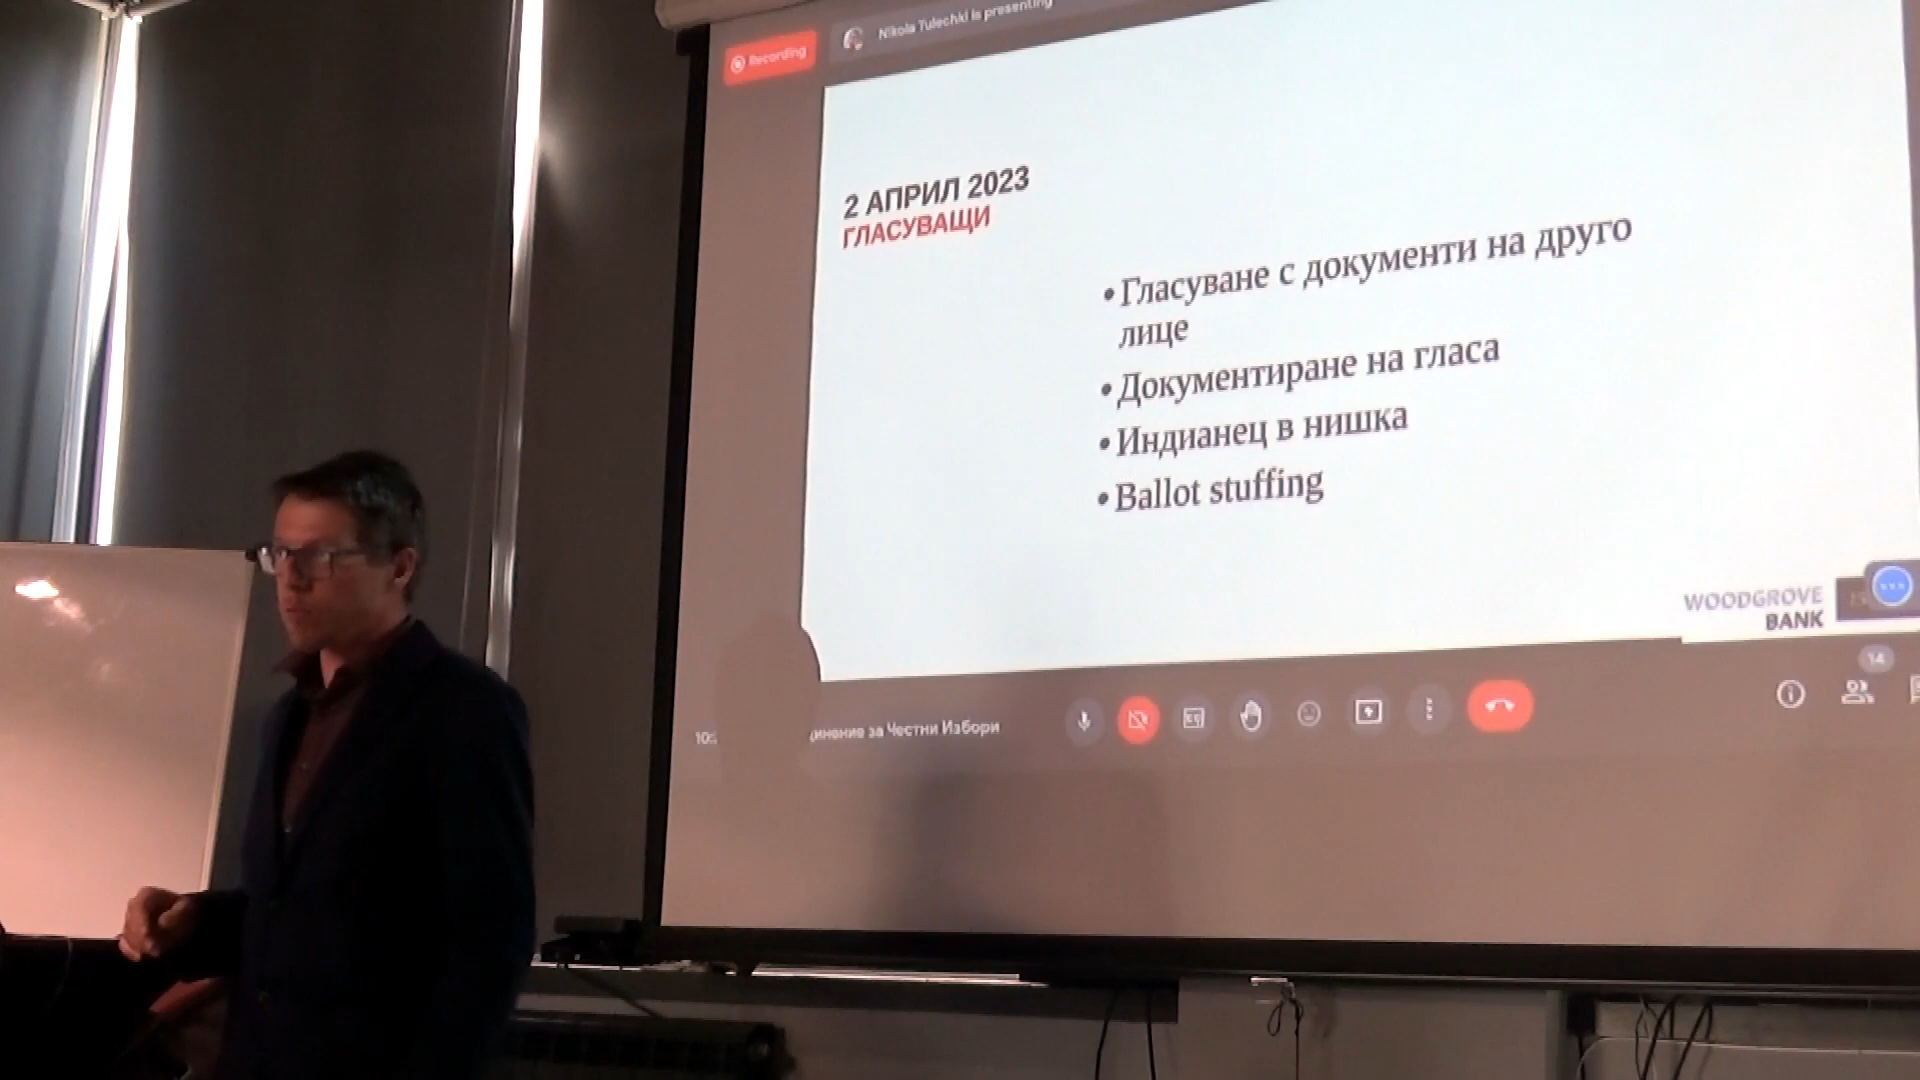 Recording
Nikola Tulechki is presenting
2 АПРИЛ 2023
ГЛАСУВАЩИ
• Гласуване с документи на друго
лице
• Документиране на гласа
• Индианец в нишка
• Ballot stuffing
WOODGROVE
BANK
14
за Честни Избори